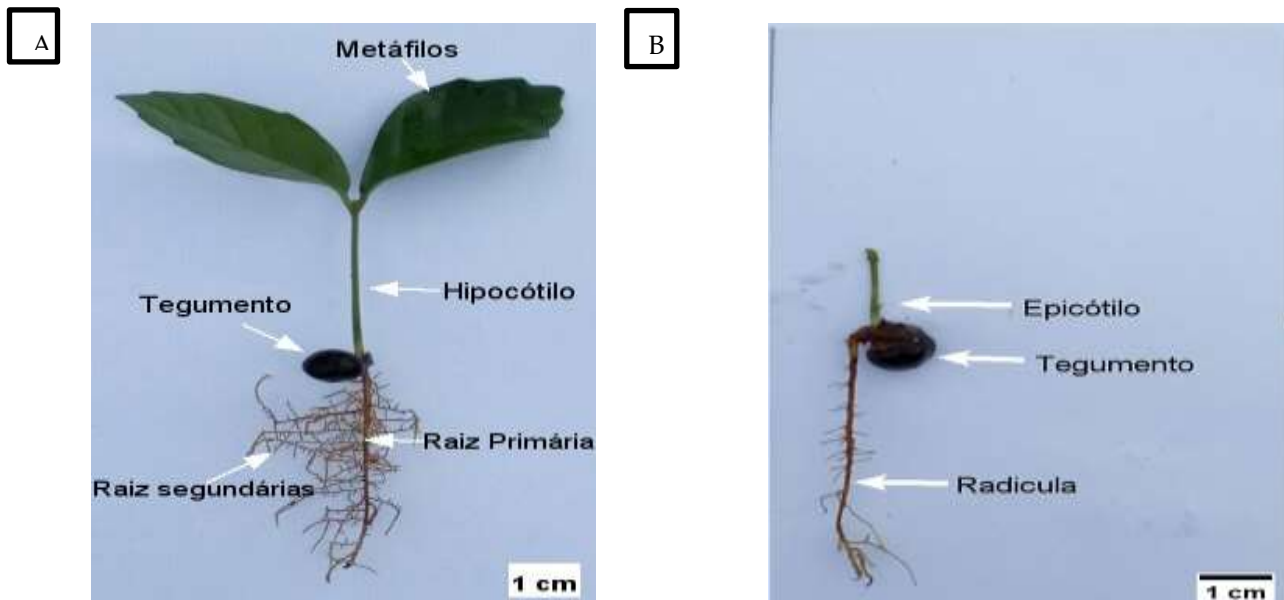 A
Metáfilos
Tegumento
Hipocótilo
Raiz Primária
Raiz segundárias
1 cm
B
Epicótilo
Tegumento
Radicula
1 cm